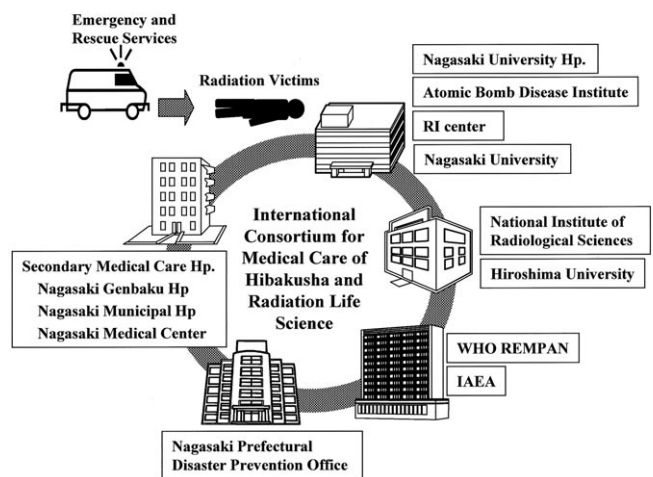 Emergency and
Rescue Services
Radiation Victims
Nagasaki University Hp.
Atomic Bomb Disease Institute
RI center
Nagasaki University
International
Consortium for
Medical Care of
Hibakusha and
Radiation Life
Science
National Institute of
Radiological Sciences
Hiroshima University
Secondary Medical Care Hp.
Nagasaki Genbaku Hp
Nagasaki Municipal Hp
Nagasaki Medical Center
WHO REMPAN
IAEA
Nagasaki Prefectural
Disaster Prevention Office